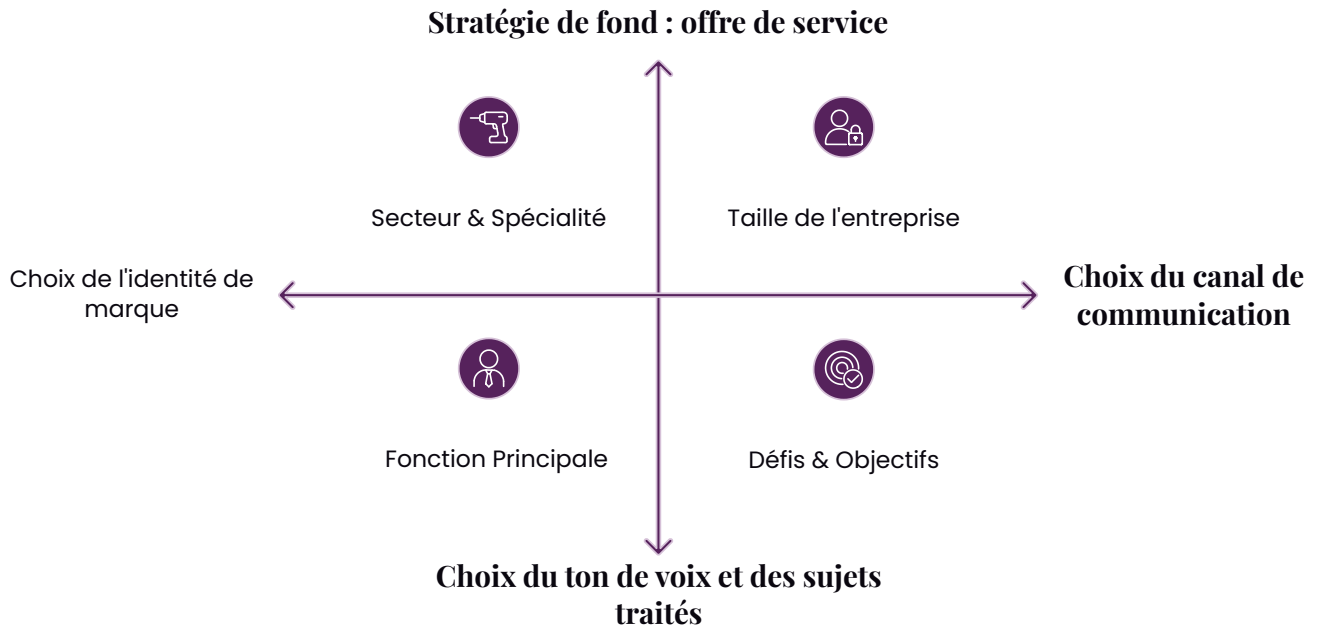 Stratégie de fond : offre de service
Secteur & Spécialité
Taille de l'entreprise
Choix de l'identité de
marque
Choix du canal de
communication
Fonction Principale
Défis & Objectifs
Choix du ton de voix et des sujets
traités